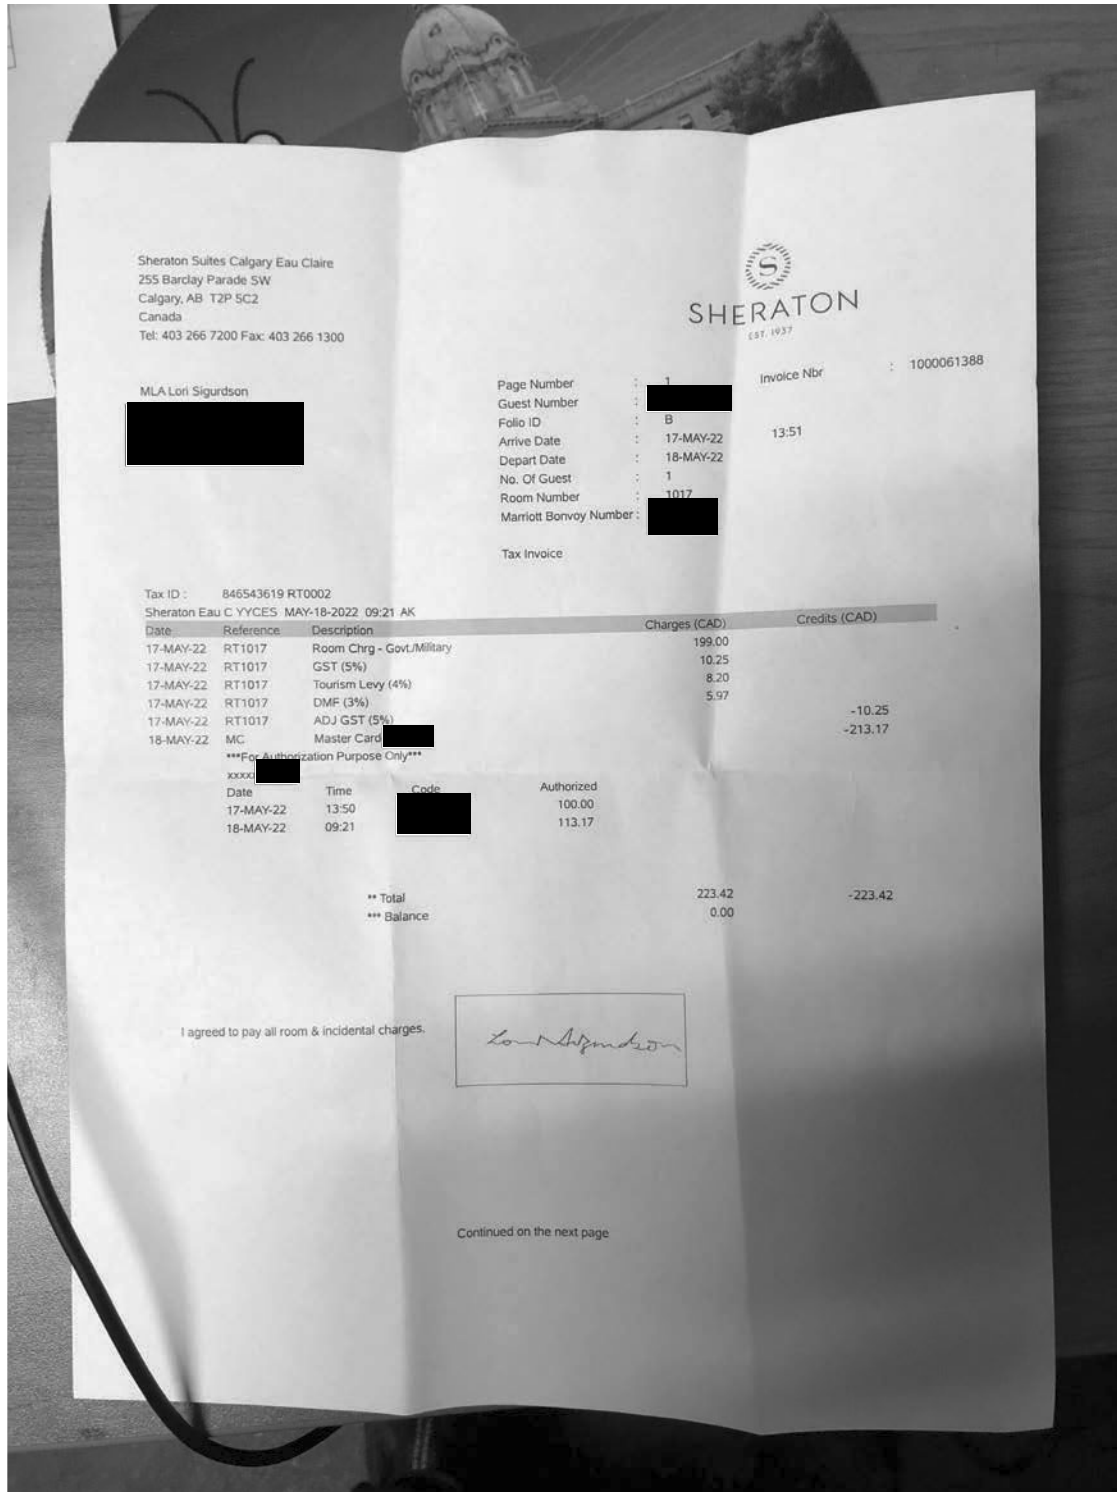 Sheraton Suites Calgary Eau Claire
255 Barclay Parade SW
Calgary, AB T2P 5C2
Canada
Tel: 403 266 7200 Fax: 403 266 1300
S
SHERATON
EST. 1937
MLA Lori Sigurdson
Page Number : 1 Invoice Nbr : 1000061388
Guest Number :
Folio ID : B
Arrive Date : 17-MAY-22 13:51
Depart Date : 18-MAY-22
No. Of Guest : 1
Room Number : 1017
Marriott Bonvoy Number :
Tax Invoice
Tax ID : 846543619 RT0002
Sheraton Eau C YYCES MAY-18-2022 09:21 AK
Date Reference Description Charges (CAD) Credits (CAD)
17-MAY-22 RT1017 Room Chrg - Govt./Military 199.00
17-MAY-22 RT1017 GST (5%) 10.25
17-MAY-22 RT1017 Tourism Levy (4%) 8.20
17-MAY-22 RT1017 DMF (3%) 5.97
17-MAY-22 RT1017 ADJ GST (5%) -10.25
18-MAY-22 MC Master Card -213.17
***For Authorization Purpose Only***
xxxx
Date Time Code Authorized
17-MAY-22 13:50 100.00
18-MAY-22 09:21 113.17
** Total 223.42 -223.42
*** Balance 0.00
I agreed to pay all room & incidental charges.
Lori Sigurdson
Continued on the next page